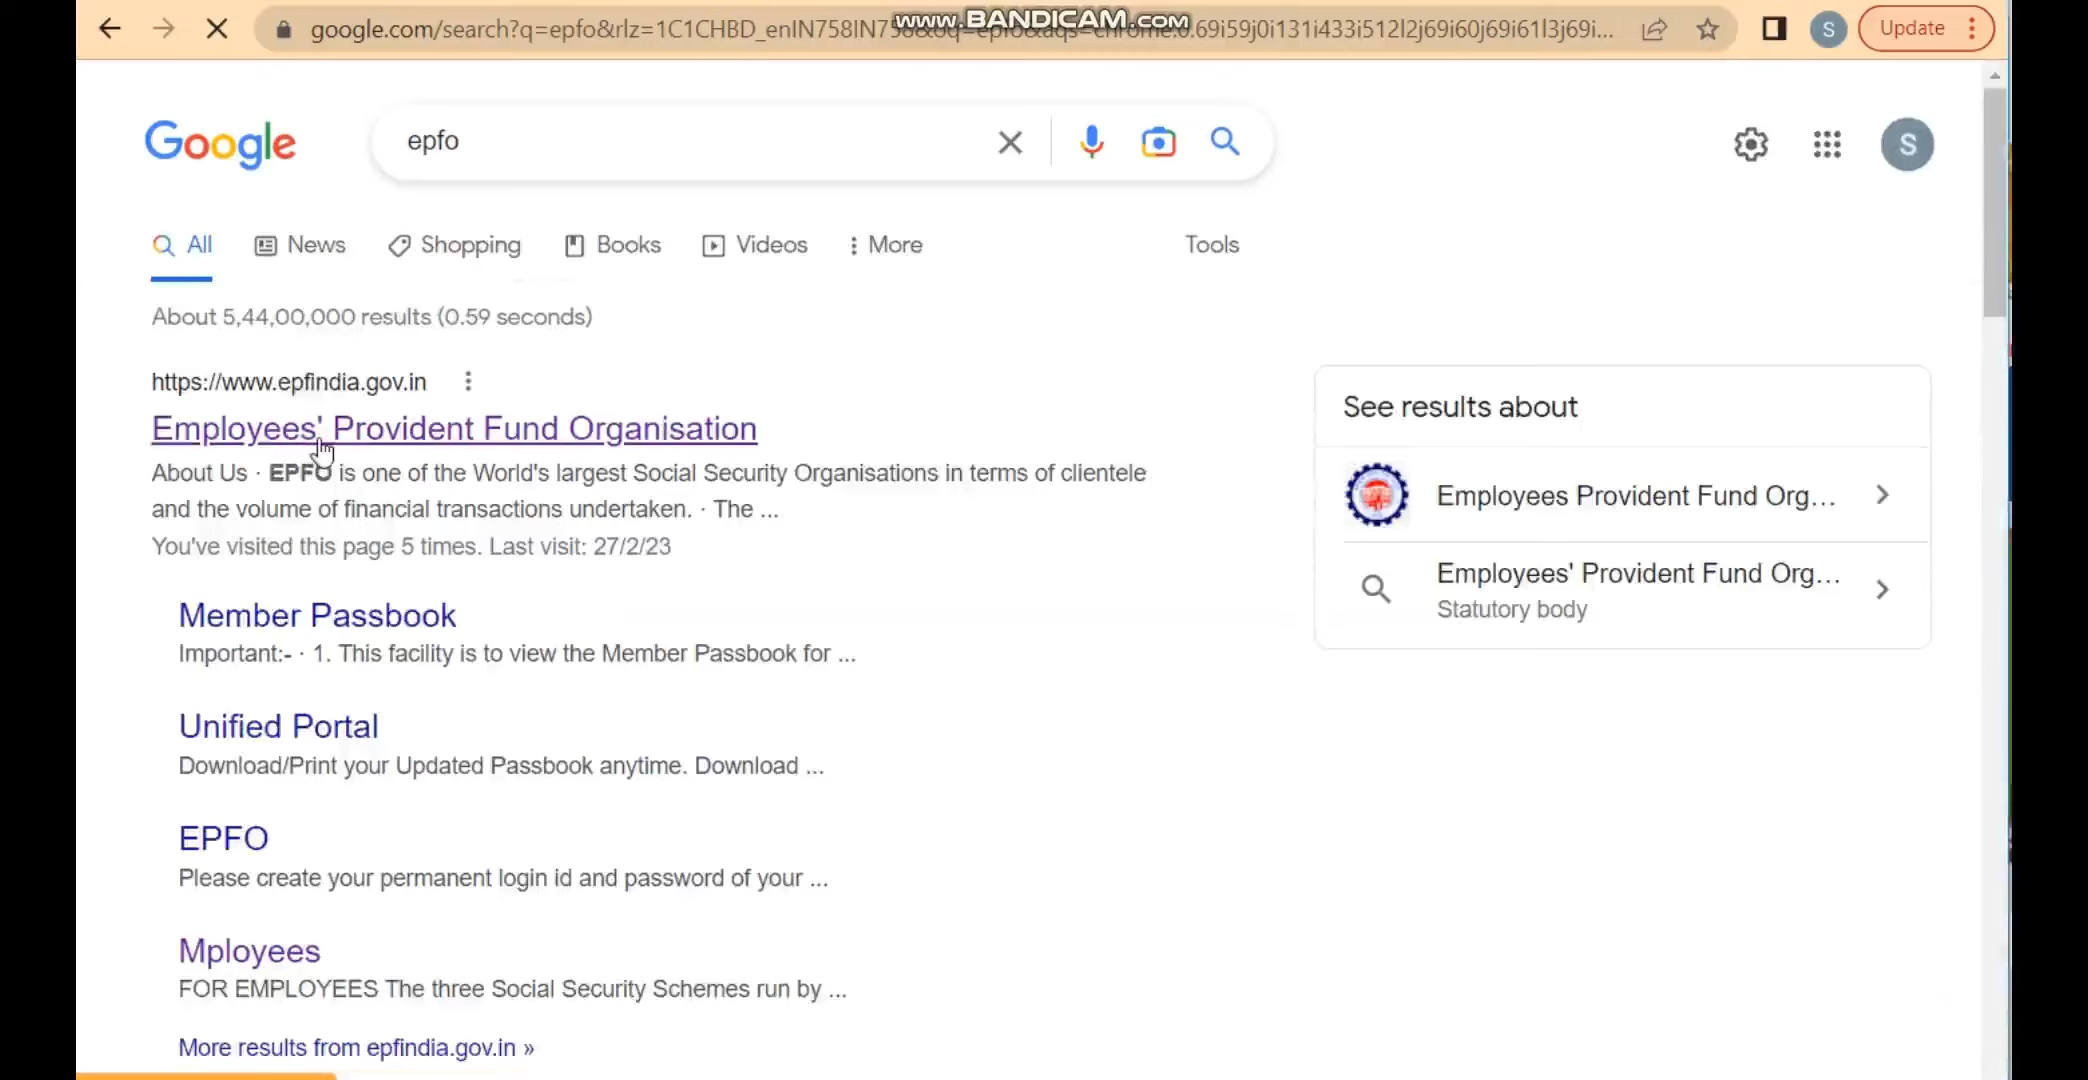 www.BANDICAM.com
google.com/search?q=epfo&rlz=1C1CHBD_enIN758IN758&oq=epfo&aqs=chrome.0.69i59j0i131i433i512l2j69i60j69i61l3j69i...
Update
Google
epfo
S
All
News
Shopping
Books
Videos
More
Tools
About 5,44,00,000 results (0.59 seconds)
https://www.epfindia.gov.in
Employees' Provident Fund Organisation
About Us · EPFO is one of the World's largest Social Security Organisations in terms of clientele
and the volume of financial transactions undertaken. · The ...
You've visited this page 5 times. Last visit: 27/2/23
Member Passbook
Important:- · 1. This facility is to view the Member Passbook for ...
Unified Portal
Download/Print your Updated Passbook anytime. Download ...
EPFO
Please create your permanent login id and password of your ...
Mployees
FOR EMPLOYEES The three Social Security Schemes run by ...
More results from epfindia.gov.in »
See results about
Employees Provident Fund Org...
Employees' Provident Fund Org...
Statutory body
S